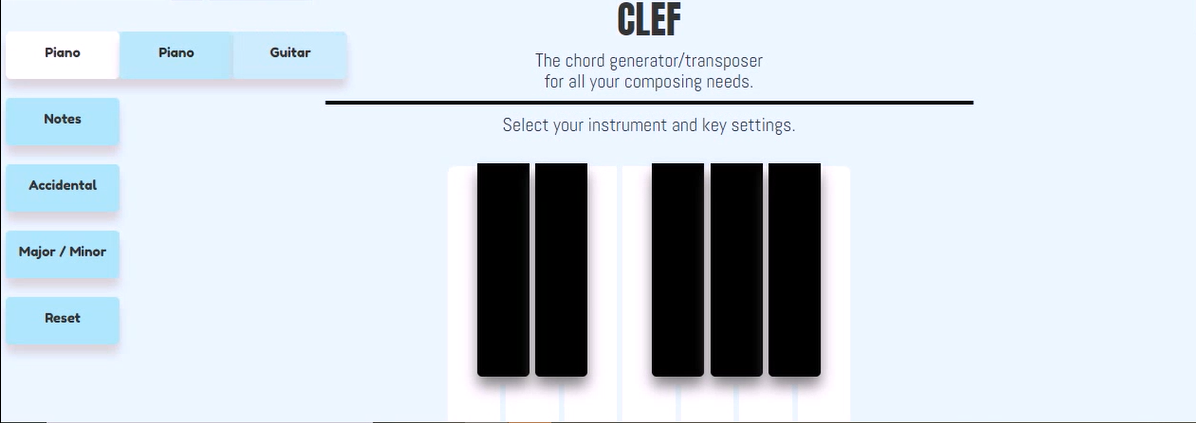 CLEF
The chord generator/transposer
for all your composing needs.
Select your instrument and key settings.
Piano Piano Guitar
Notes
Accidental
Major / Minor
Reset